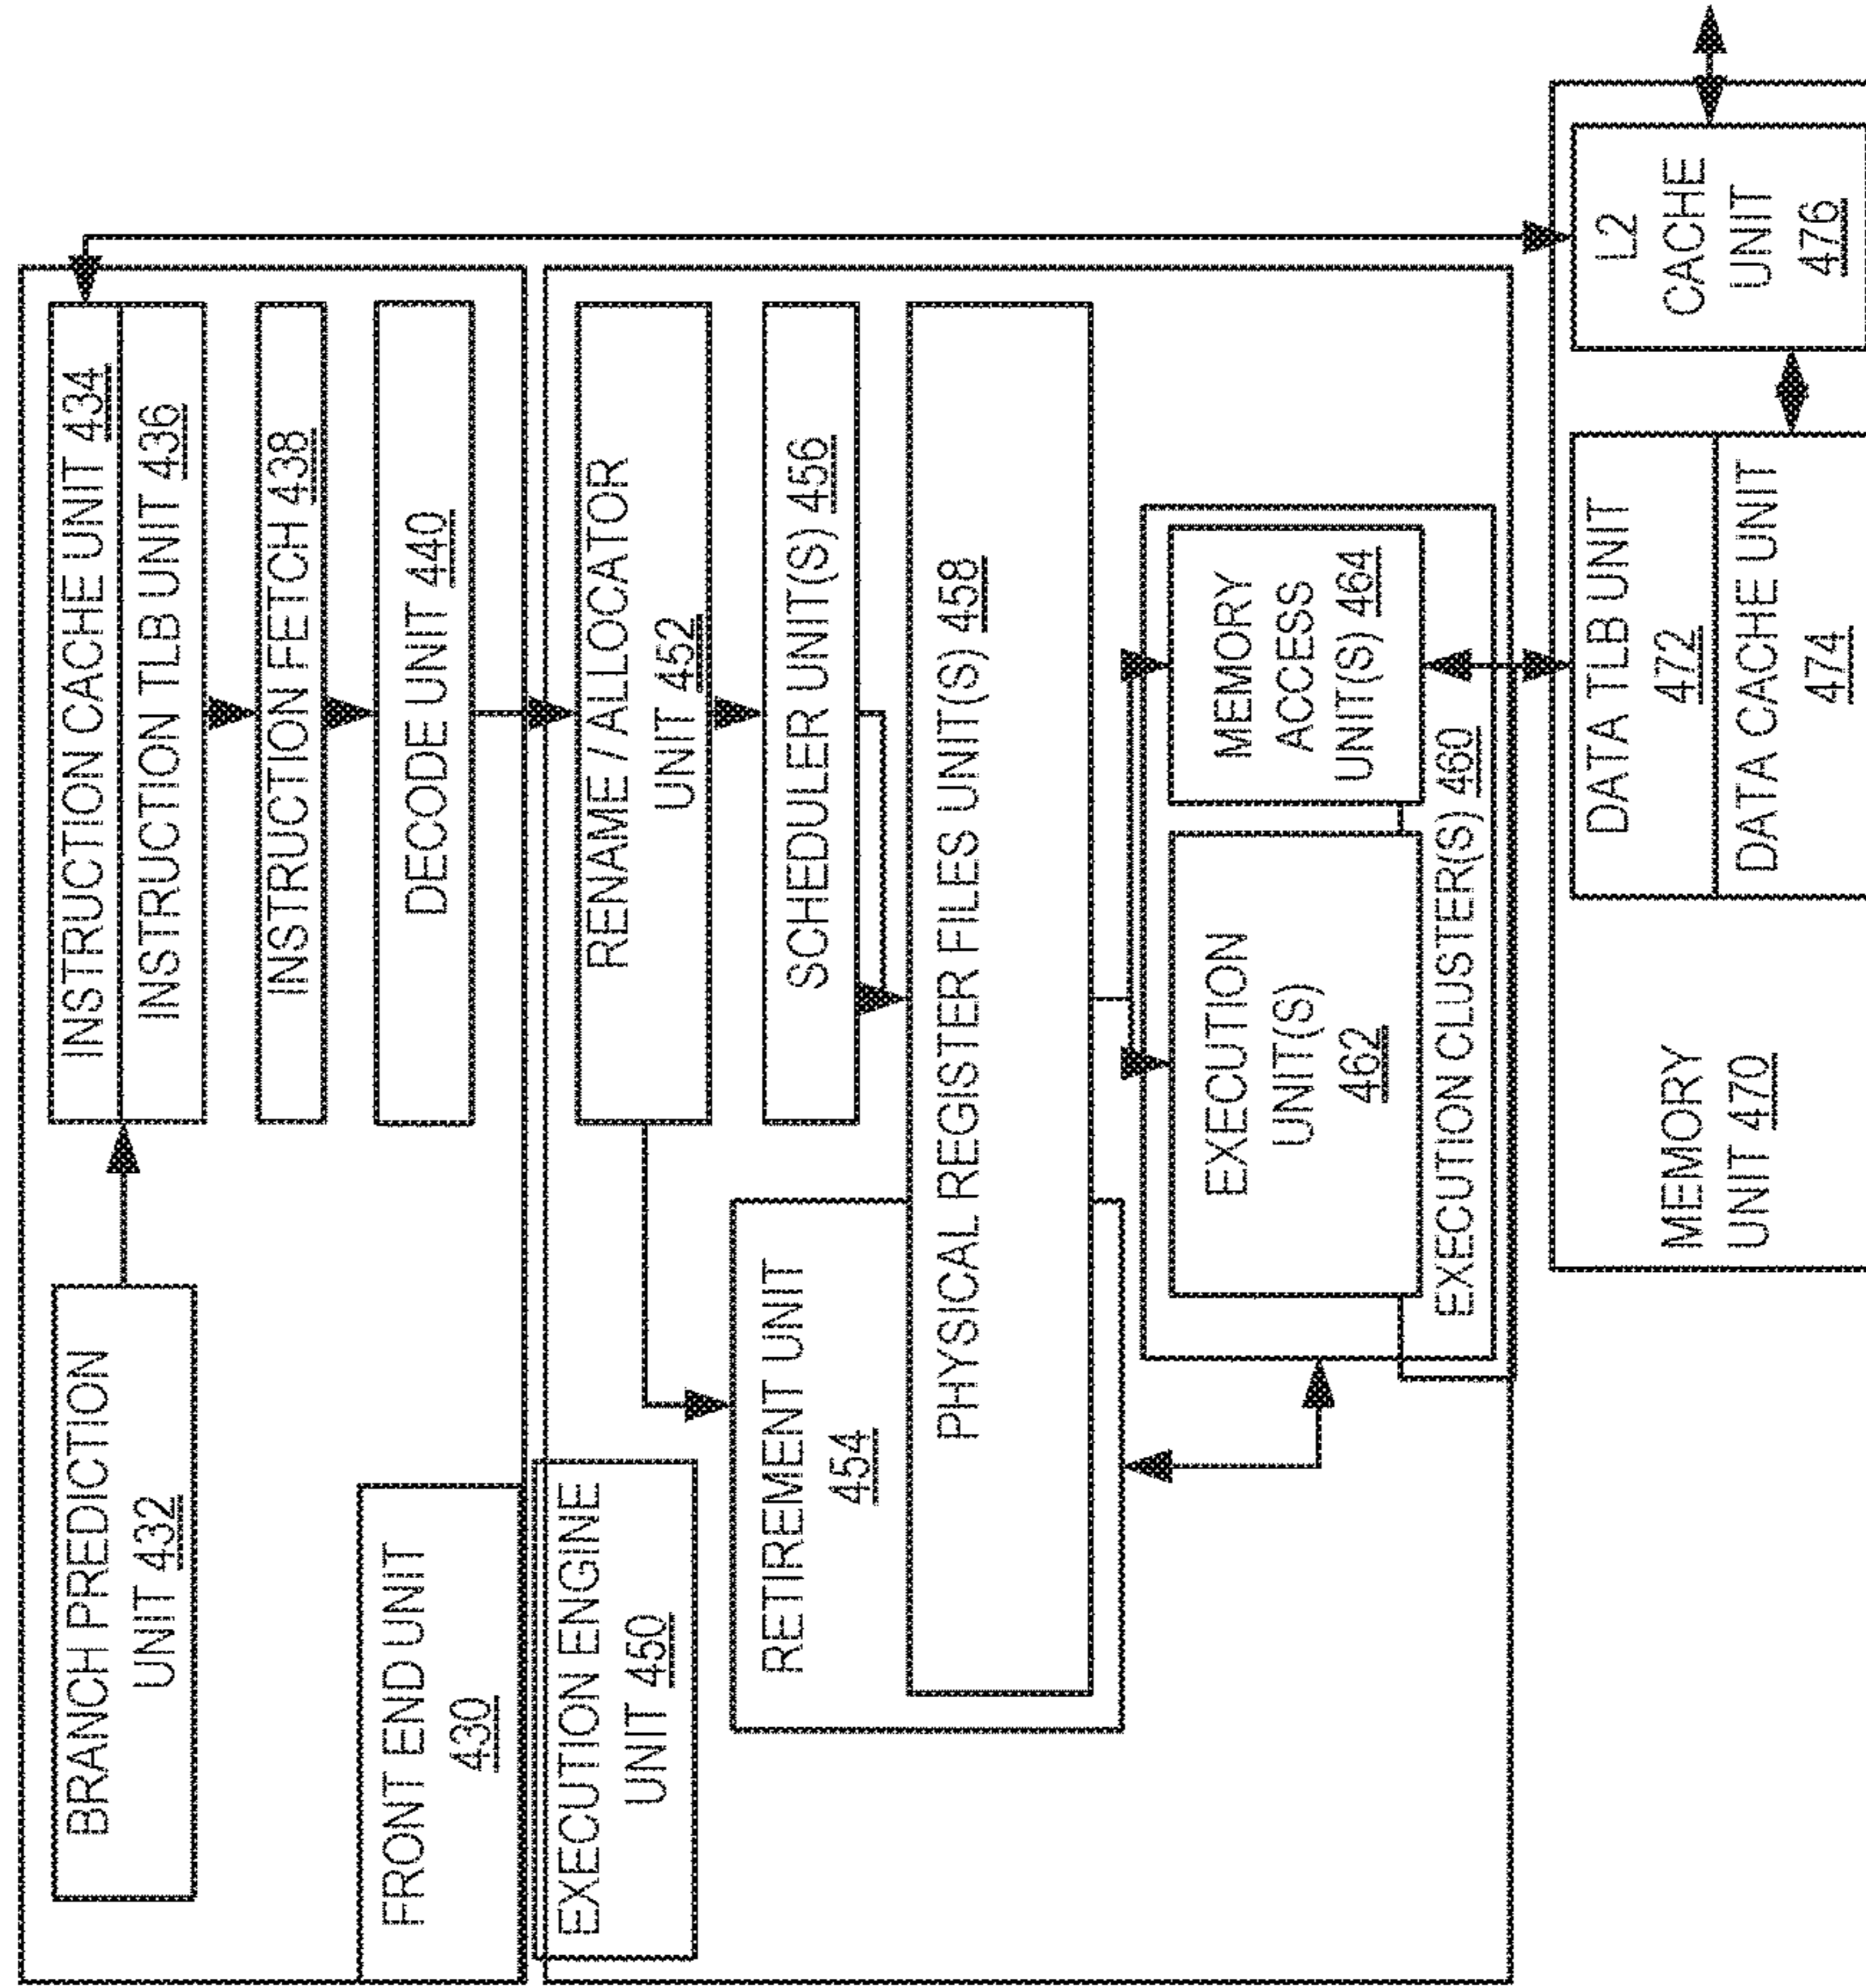 BRANCH PREDICTION
UNIT 432
INSTRUCTION CACHE UNIT 434
INSTRUCTION TLB UNIT 436
INSTRUCTION FETCH 438
DECODE UNIT 440
FRONT END UNIT
430
EXECUTION ENGINE
UNIT 450
RENAME / ALLOCATOR
UNIT 452
RETIREMENT UNIT
454
SCHEDULER UNIT(S) 456
PHYSICAL REGISTER FILES UNIT(S) 458
EXECUTION
UNIT(S)
462
MEMORY
ACCESS
UNIT(S) 464
EXECUTION CLUSTER(S) 460
MEMORY
UNIT 470
DATA TLB UNIT
472
DATA CACHE UNIT
474
L2
CACHE
UNIT
476